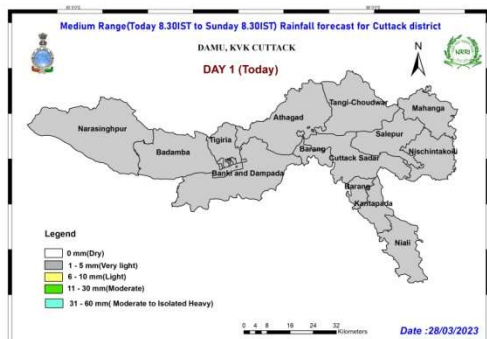 Medium Range(Today 8.30IST to Sunday 8.30IST) Rainfall forecast for Cuttack district
DAMU, KVK CUTTACK
DAY 1 (Today)
N
NRRI
Narasinghpur
Badamba
Tigiria
Athagad
Tangi-Choudwar
Mahanga
Salepur
Barang
Nischintakoili
Cuttack Sadar
Banki and Dampada
Barang
Kantapada
Niali
Legend
0 mm(Dry)
1 - 5 mm(Very light)
6 - 10 mm(Light)
11 - 30 mm(Moderate)
31 - 60 mm( Moderate to Isolated Heavy)
0 4 8 16 24 32
Kilometers
Date :28/03/2023